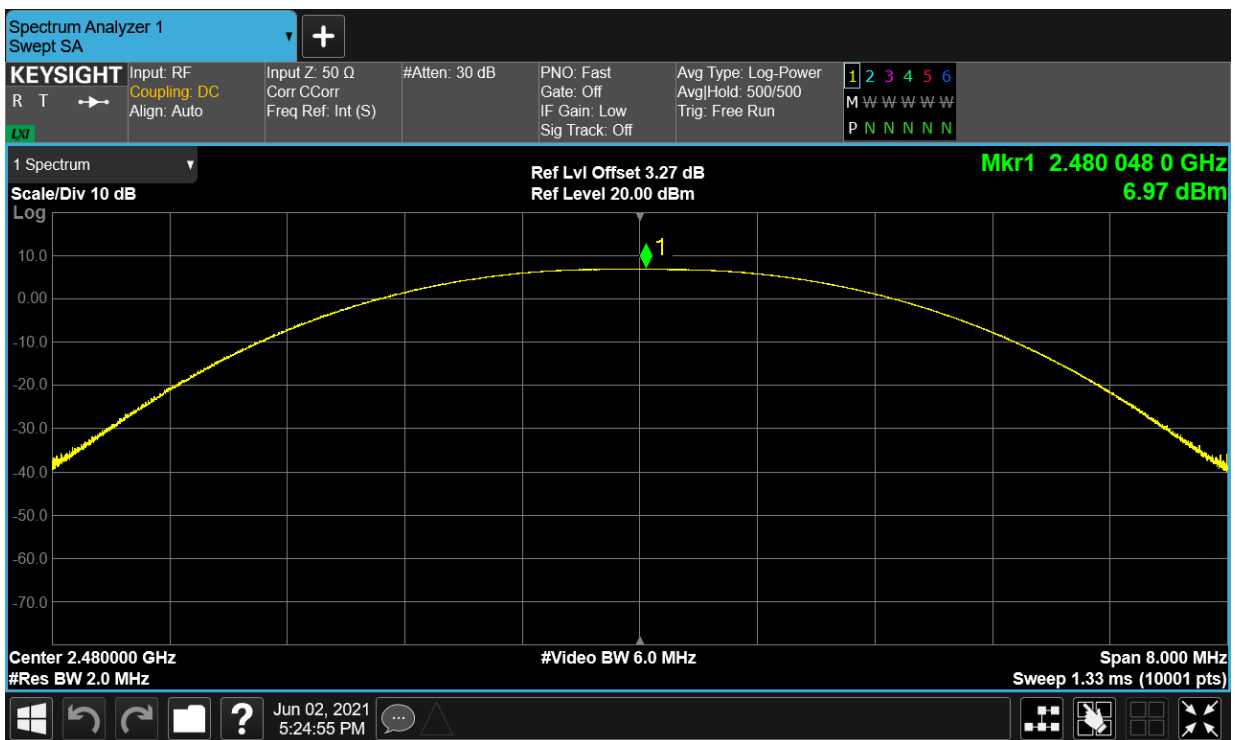 Spectrum Analyzer 1
Swept SA
KEYSIGHT
R T
LXI
Input: RF
Coupling: DC
Align: Auto
Input Z: 50 Ω
Corr CCorr
Freq Ref: Int (S)
#Atten: 30 dB
PNO: Fast
Gate: Off
IF Gain: Low
Sig Track: Off
Avg Type: Log-Power
Avg|Hold: 500/500
Trig: Free Run
1 2 3 4 5 6
M W W W W W
P N N N N N
1 Spectrum
Scale/Div 10 dB
Log
Ref Lvl Offset 3.27 dB
Ref Level 20.00 dBm
Mkr1 2.480 048 0 GHz
6.97 dBm
1
10.0
0.00
-10.0
-20.0
-30.0
-40.0
-50.0
-60.0
-70.0
Center 2.480000 GHz
#Res BW 2.0 MHz
#Video BW 6.0 MHz
Span 8.000 MHz
Sweep 1.33 ms (10001 pts)
?
Jun 02, 2021
5:24:55 PM